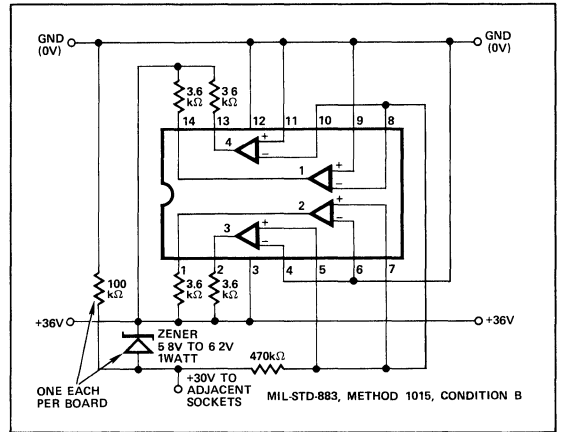 GND
(0V)
GND
(0V)
3.6
kΩ
3 6
kΩ
14
13
12
11
10
9
8
+
−
4
+
−
1
+
−
2
+
−
3
1
2
3
4
5
6
7
100
kΩ
3.6
kΩ
3.6
kΩ
+36V
+36V
ZENER
5 8V TO 6 2V
1WATT
470kΩ
ONE EACH
PER BOARD
+30V TO
ADJACENT
SOCKETS
MIL-STD-883, METHOD 1015, CONDITION B